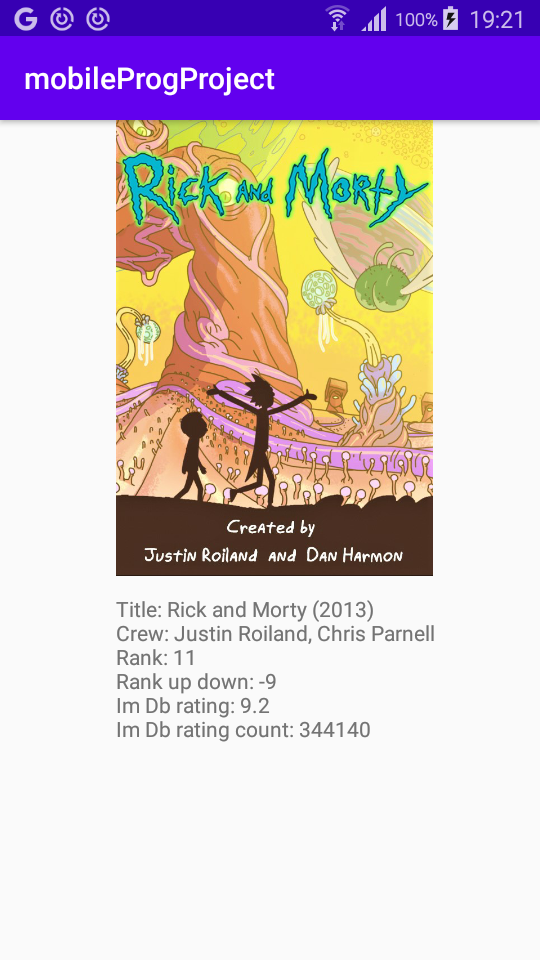 100% 19:21
mobileProgProject
Rick and Morty
Created by
Justin Roiland and Dan Harmon
Title: Rick and Morty (2013)
Crew: Justin Roiland, Chris Parnell
Rank: 11
Rank up down: -9
Im Db rating: 9.2
Im Db rating count: 344140